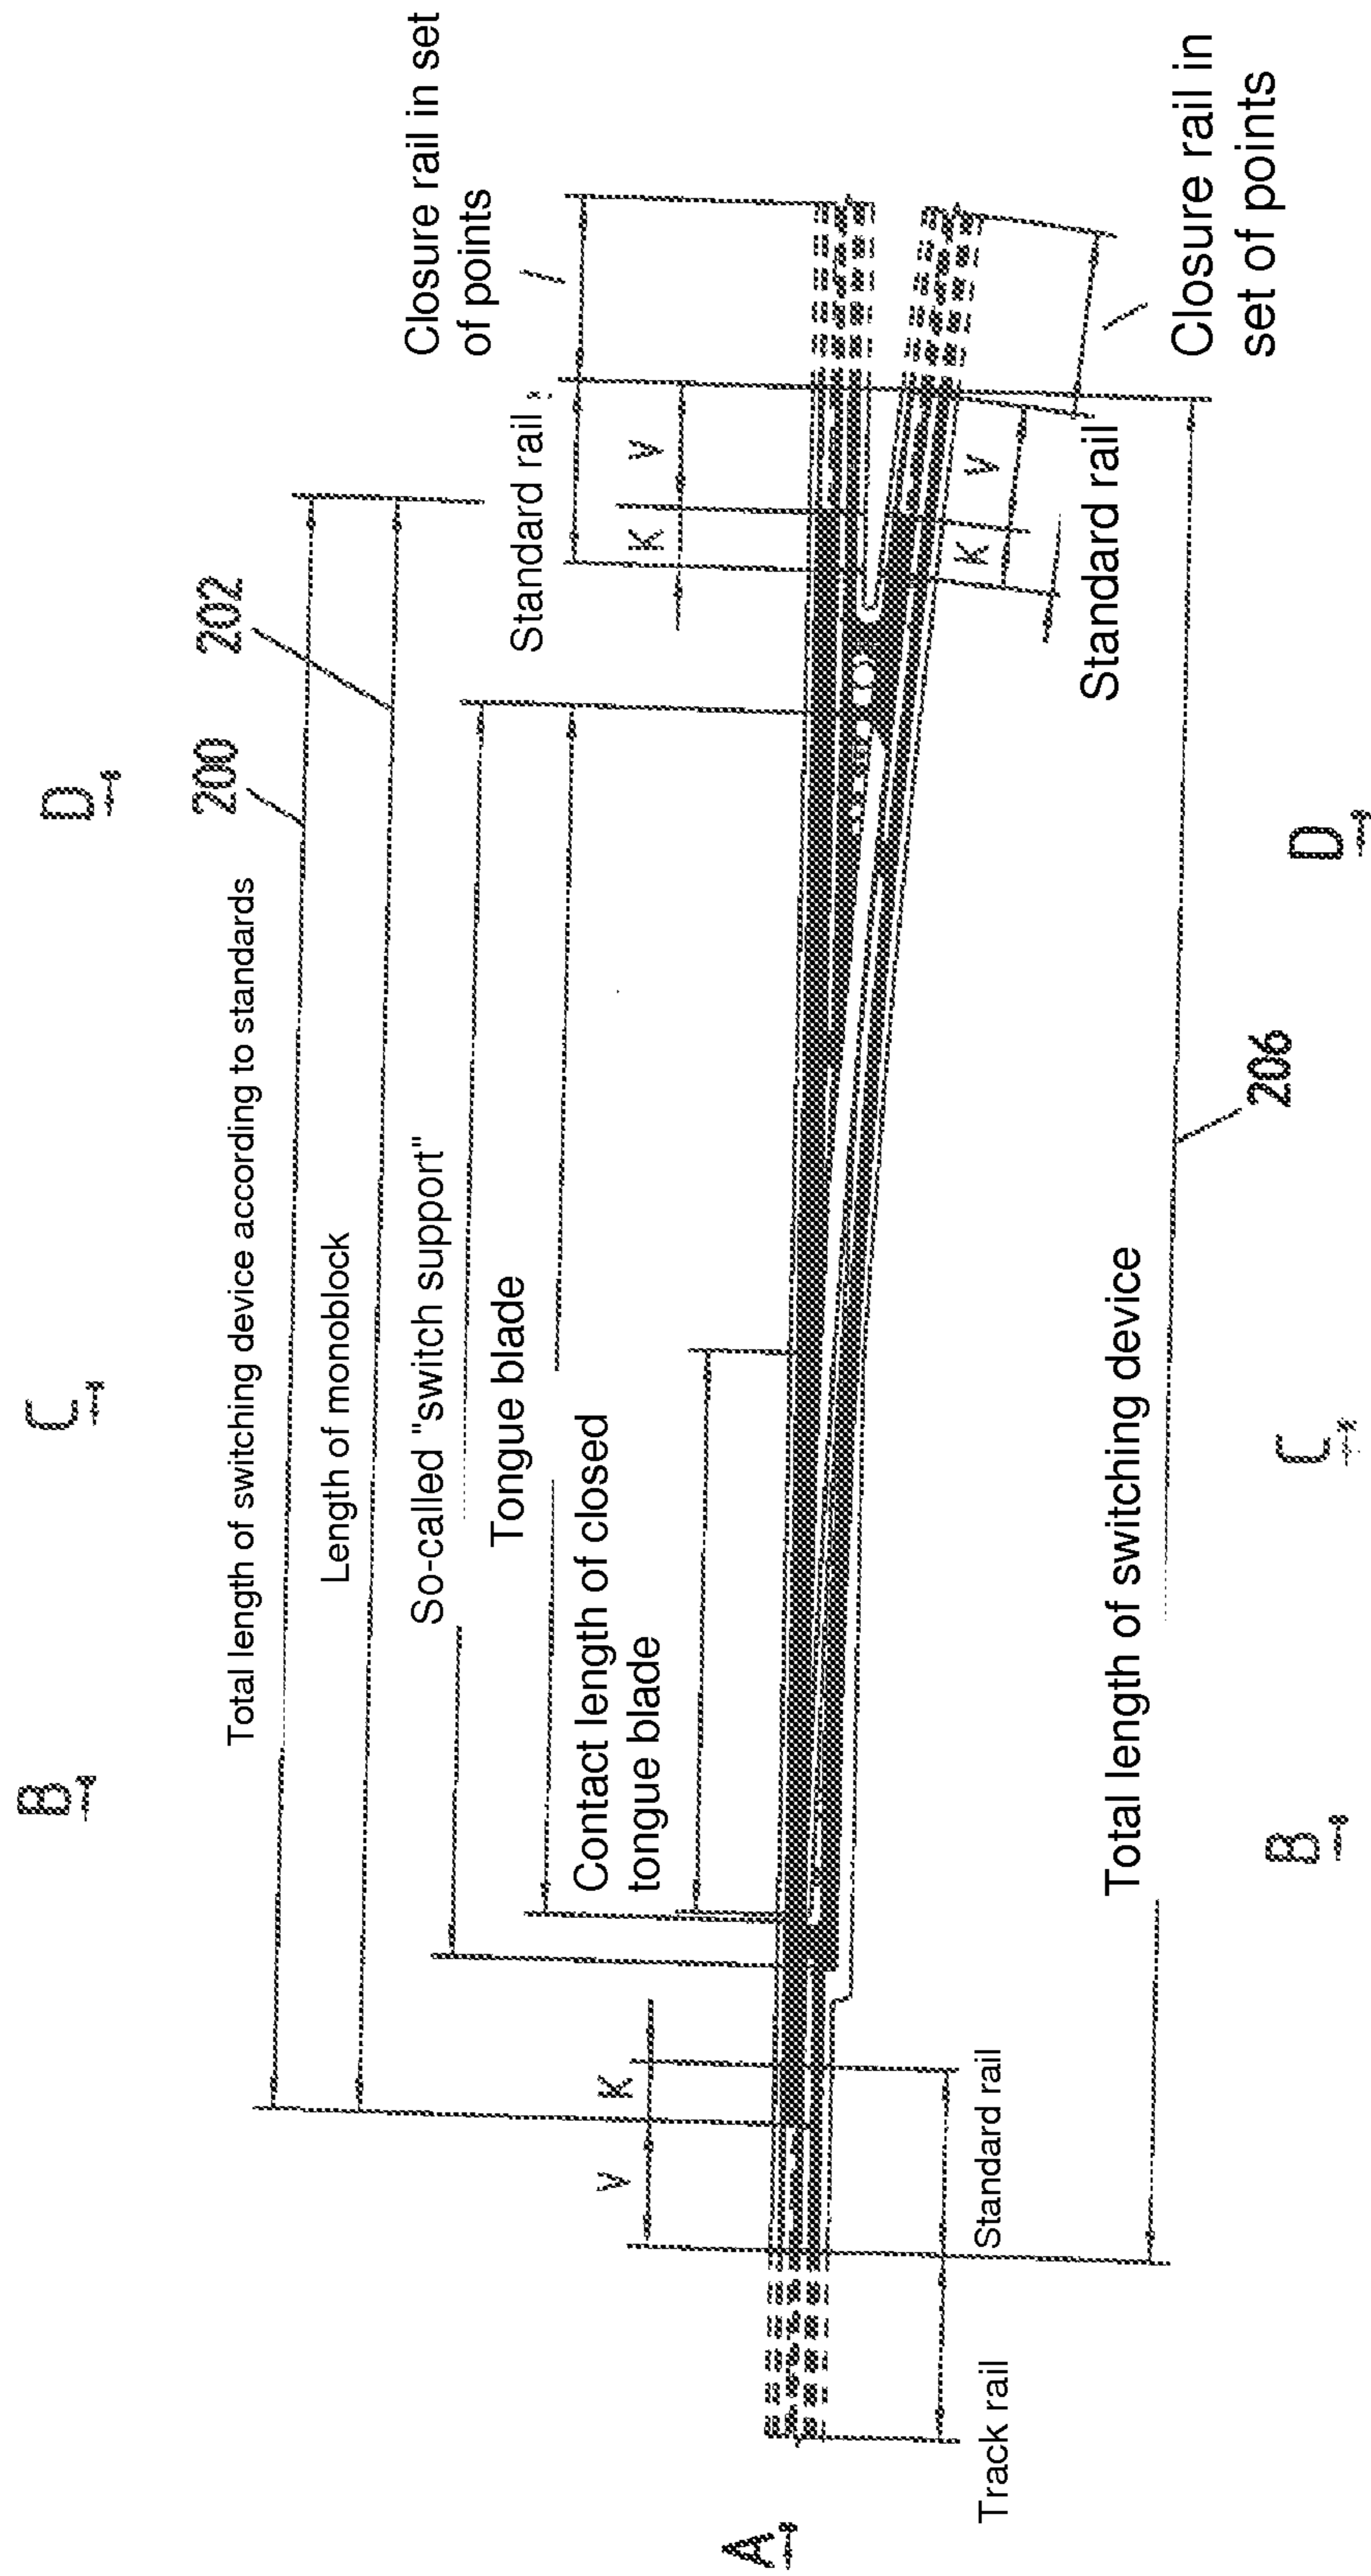 D
D
C
C
B
B
A
200
202
206
Total length of switching device according to standards
Length of monoblock
So-called "switch support"
Tongue blade
Contact length of closed
tongue blade
Closure rail in set
of points
Standard rail
K
V
K
V
Standard rail
Closure rail in
set of points
Total length of switching device
V
K
Standard rail
Track rail